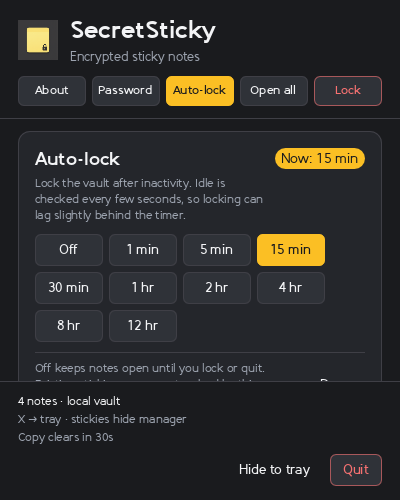 SecretSticky
Encrypted sticky notes
About
Password
Auto-lock
Open all
Lock
Auto-lock
Now: 15 min
Lock the vault after inactivity. Idle is
checked every few seconds, so locking can
lag slightly behind the timer.
Off
1 min
5 min
15 min
30 min
1 hr
2 hr
4 hr
8 hr
12 hr
Off keeps notes open until you lock or quit.
4 notes · local vault
X → tray · stickies hide manager
Copy clears in 30s
Hide to tray
Quit